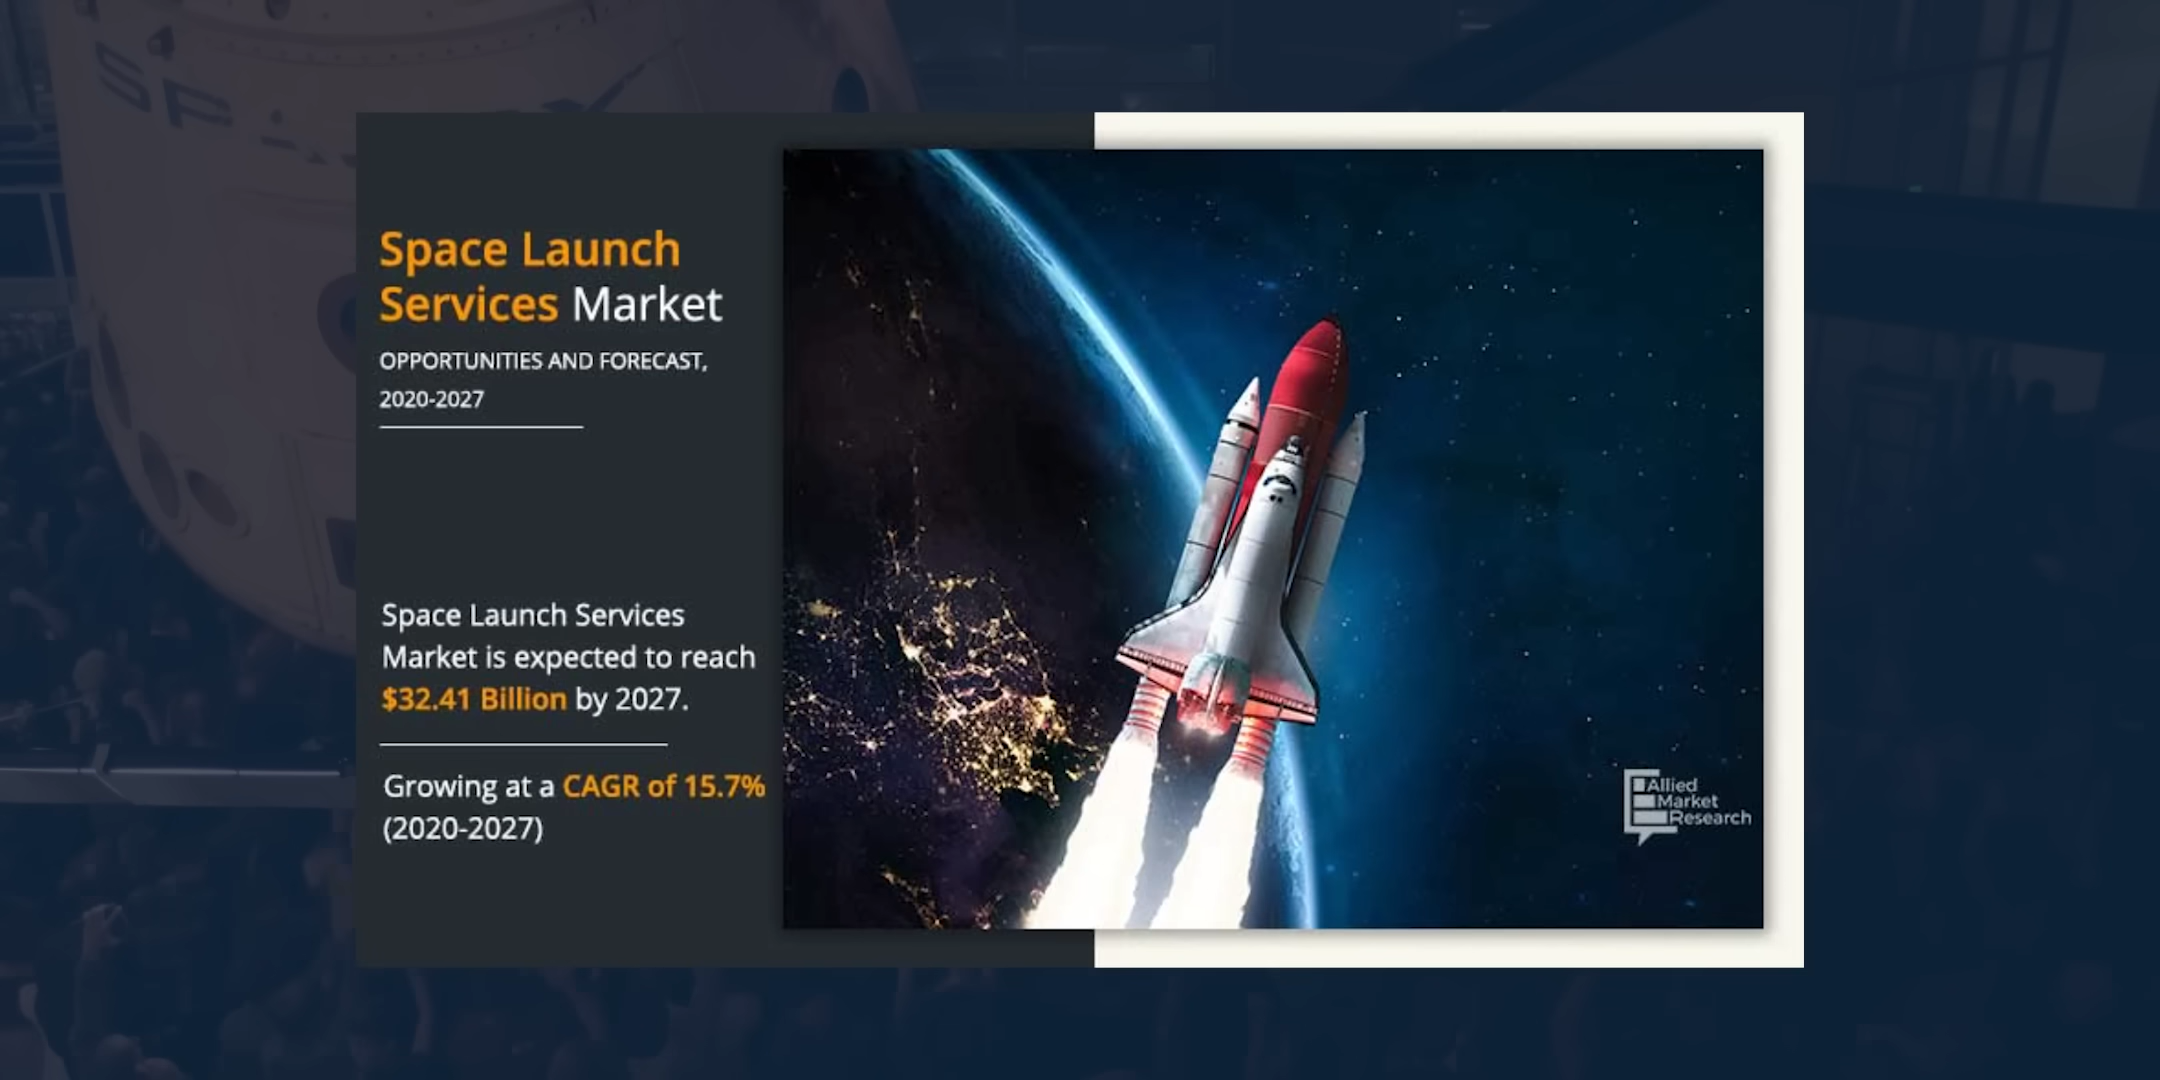 Space Launch
Services Market
OPPORTUNITIES AND FORECAST,
2020-2027
Space Launch Services
Market is expected to reach
$32.41 Billion by 2027.
Growing at a CAGR of 15.7%
(2020-2027)
Allied
Market
Research